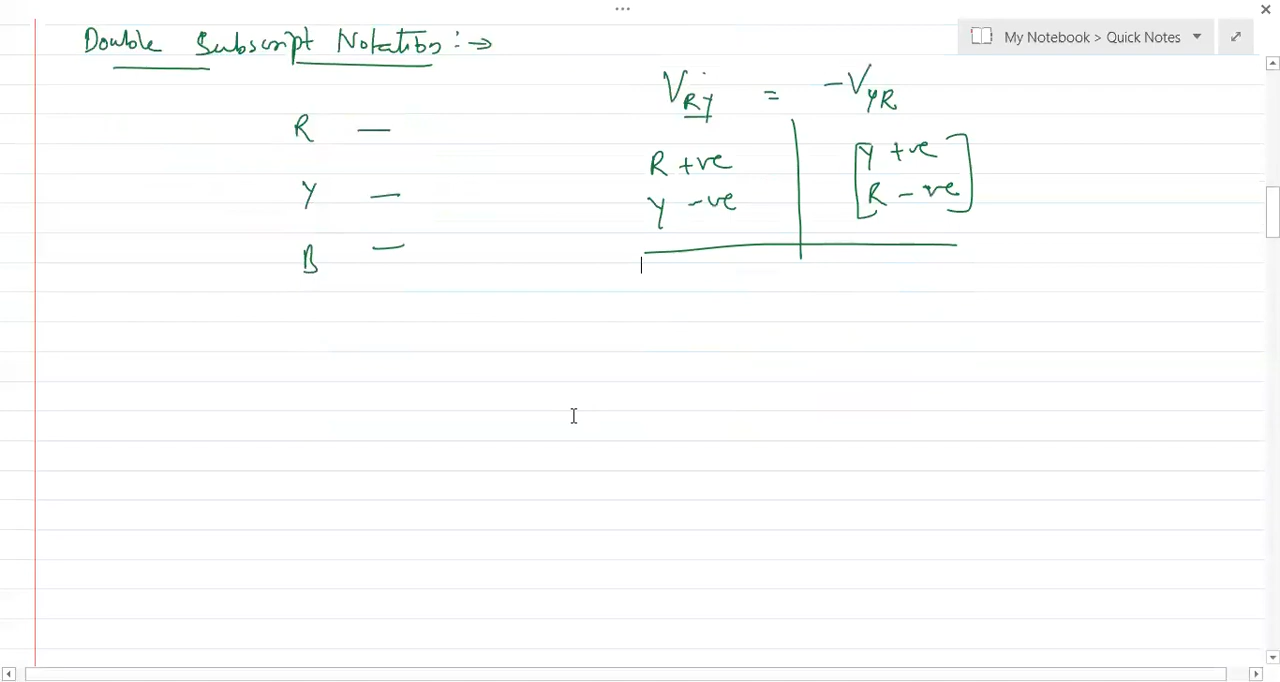 Double Subscript Notation :→
My Notebook > Quick Notes
V_RY = -V_YR
R —
R +ve
Y +ve
Y —
Y -ve
R -ve
B —